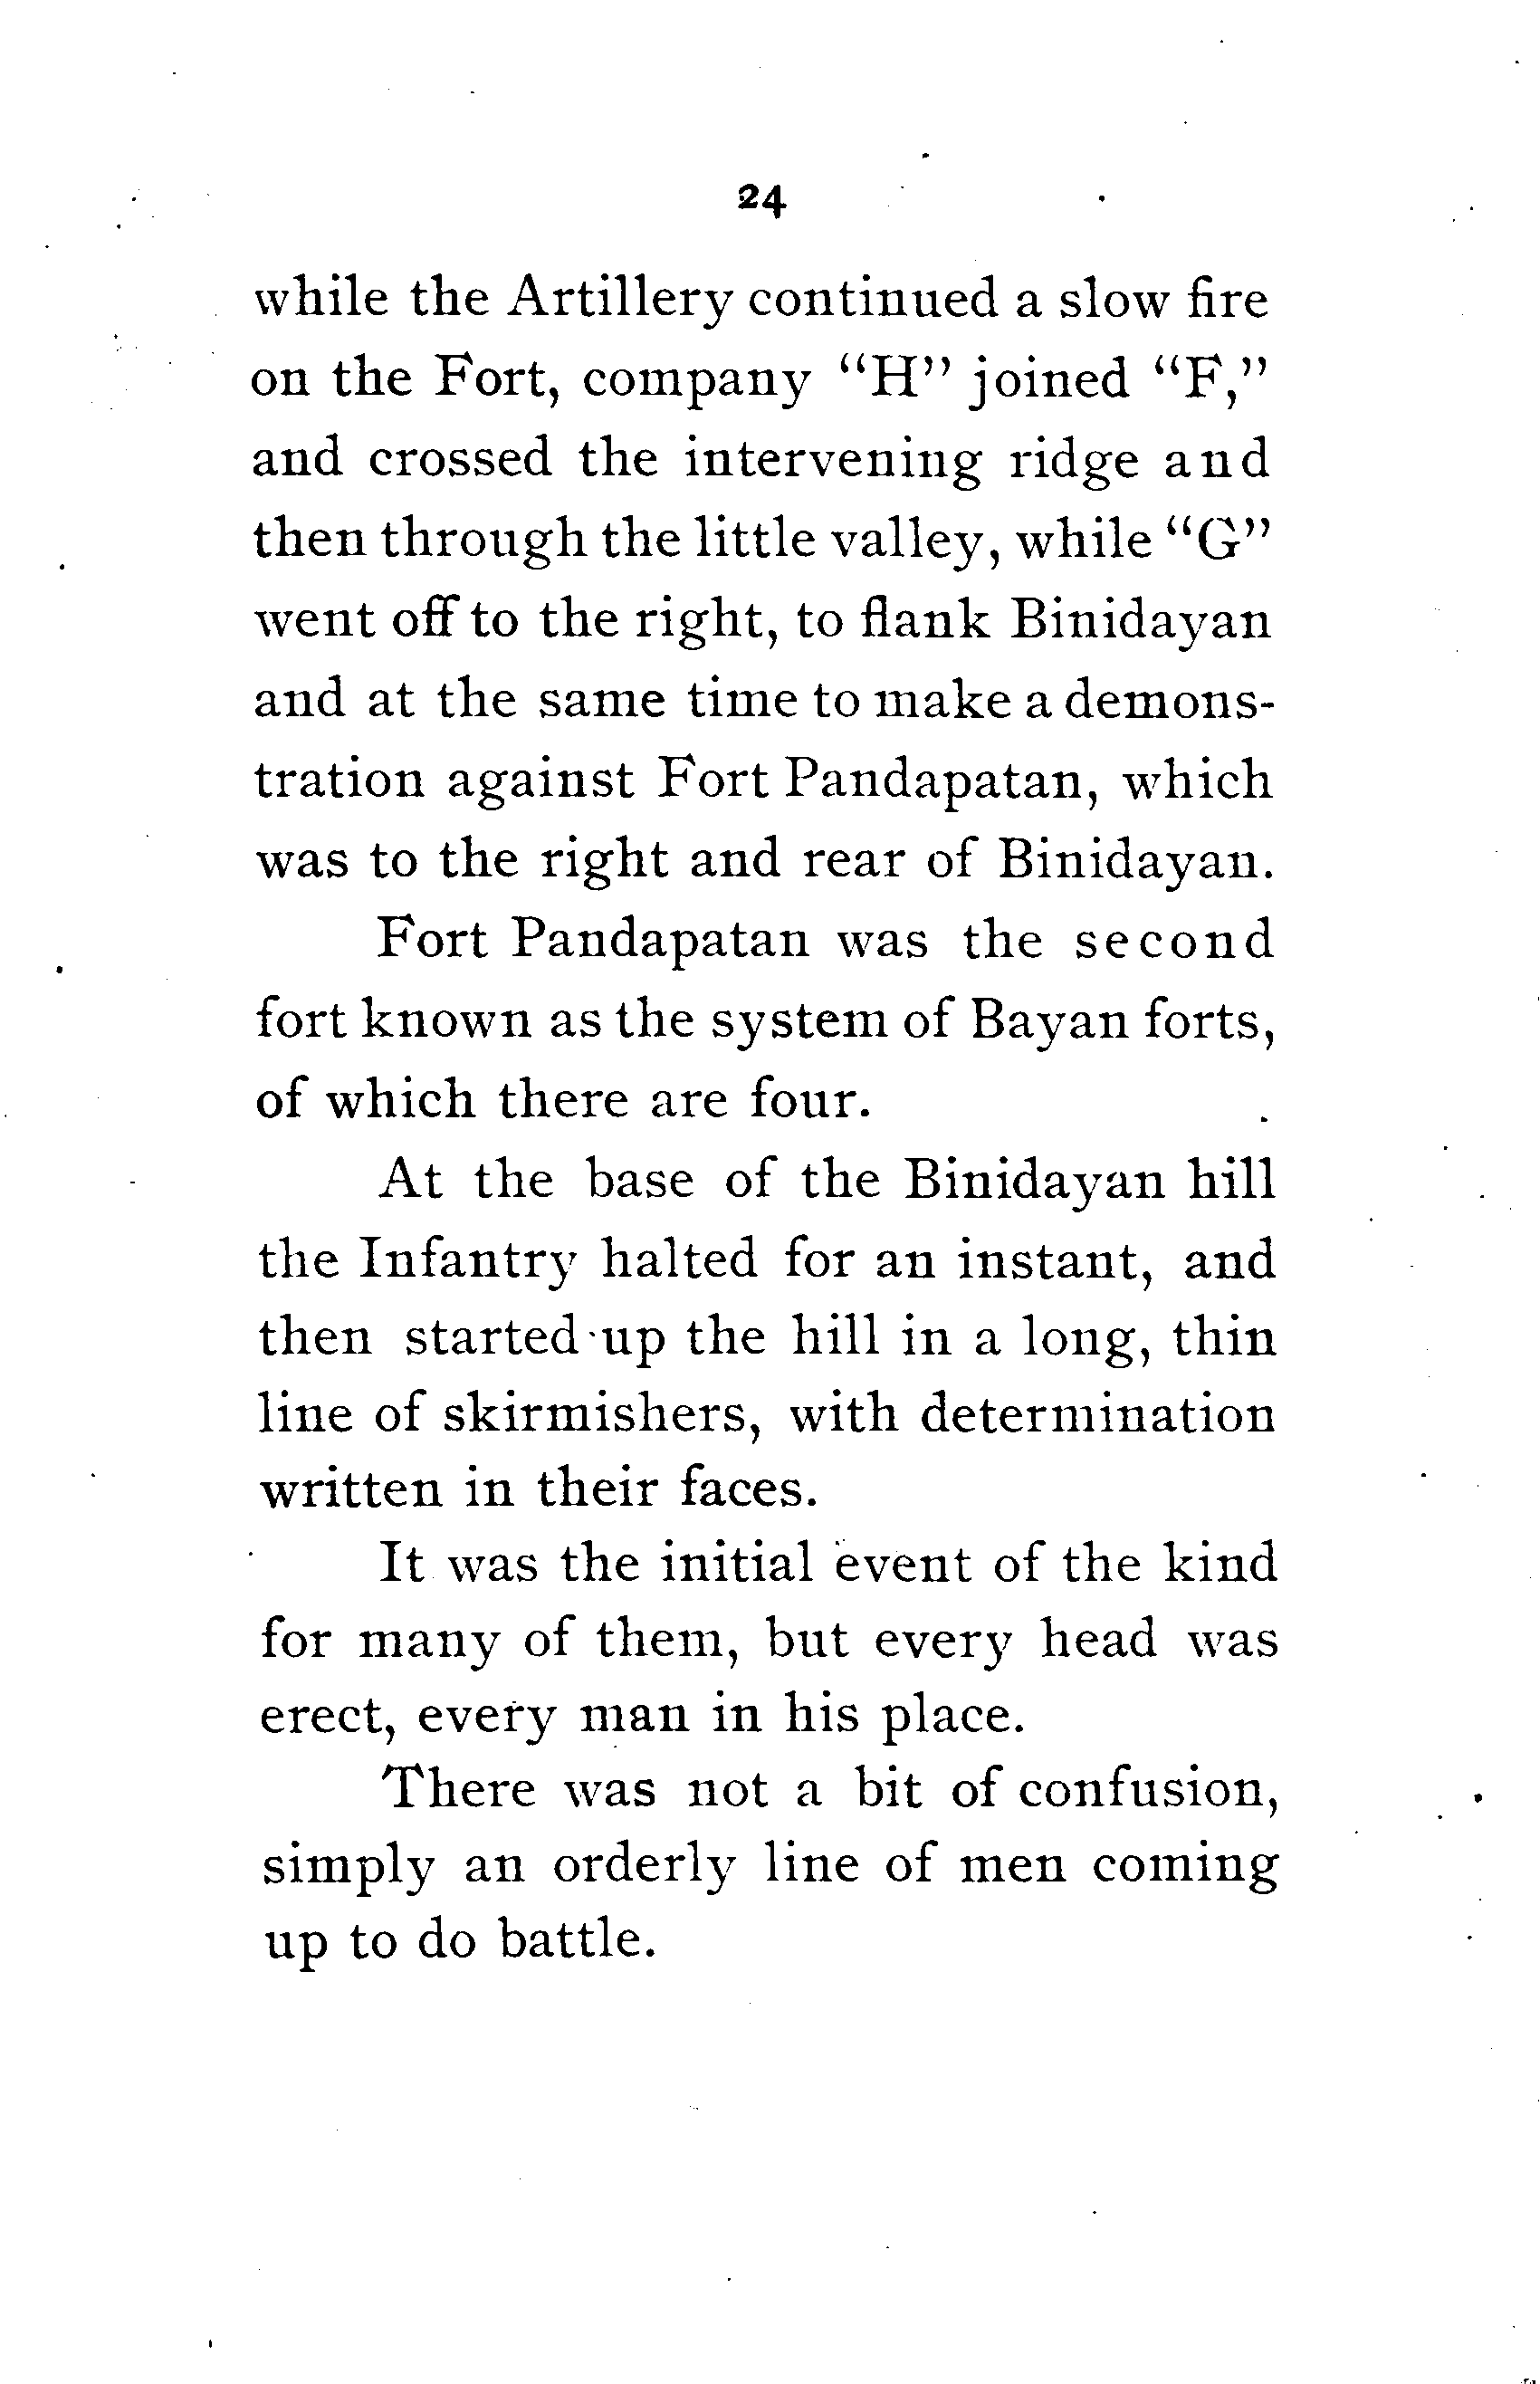 24
while the Artillery continued a slow fire
on the Fort, company "H" joined "F,"
and crossed the intervening ridge and
then through the little valley, while "G"
went off to the right, to flank Binidayan
and at the same time to make a demons-
tration against Fort Pandapatan, which
was to the right and rear of Binidayan.
Fort Pandapatan was the second
fort known as the system of Bayan forts,
of which there are four.
At the base of the Binidayan hill
the Infantry halted for an instant, and
then started up the hill in a long, thin
line of skirmishers, with determination
written in their faces.
It was the initial event of the kind
for many of them, but every head was
erect, every man in his place.
There was not a bit of confusion,
simply an orderly line of men coming
up to do battle.